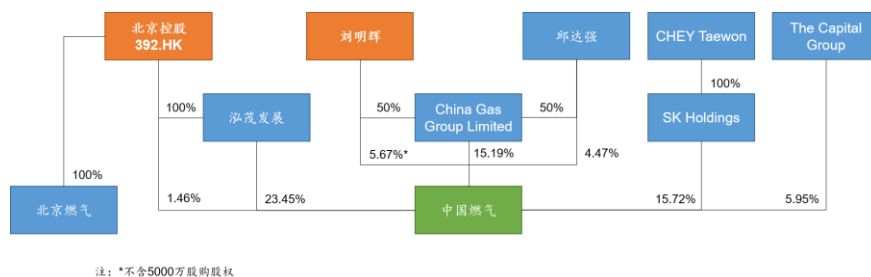 北京控股
392.HK
刘明辉
邱达强
CHEY Taewon
The Capital
Group
100%
50%
50%
100%
泓茂发展
China Gas
Group Limited
SK Holdings
5.67%*
15.19%
4.47%
100%
1.46%
23.45%
15.72%
5.95%
北京燃气
中国燃气
注：*不含5000万股购股权